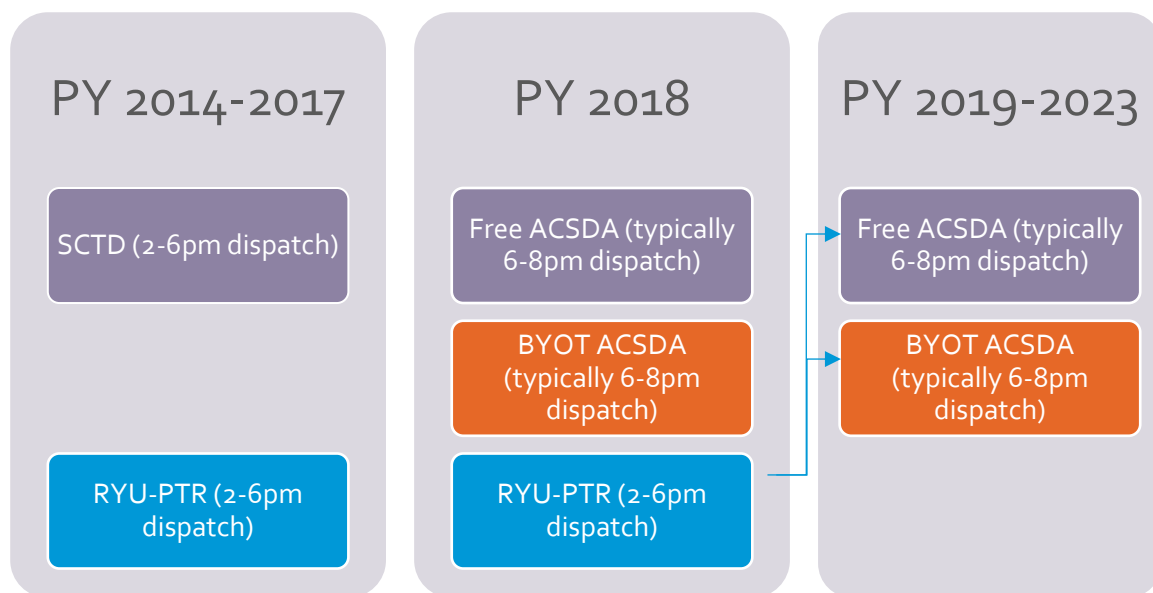 PY 2014-2017
SCTD (2-6pm dispatch)
RYU-PTR (2-6pm
dispatch)
PY 2018
Free ACSDA (typically
6-8pm dispatch)
BYOT ACSDA
(typically 6-8pm
dispatch)
RYU-PTR (2-6pm
dispatch)
PY 2019-2023
Free ACSDA (typically
6-8pm dispatch)
BYOT ACSDA
(typically 6-8pm
dispatch)